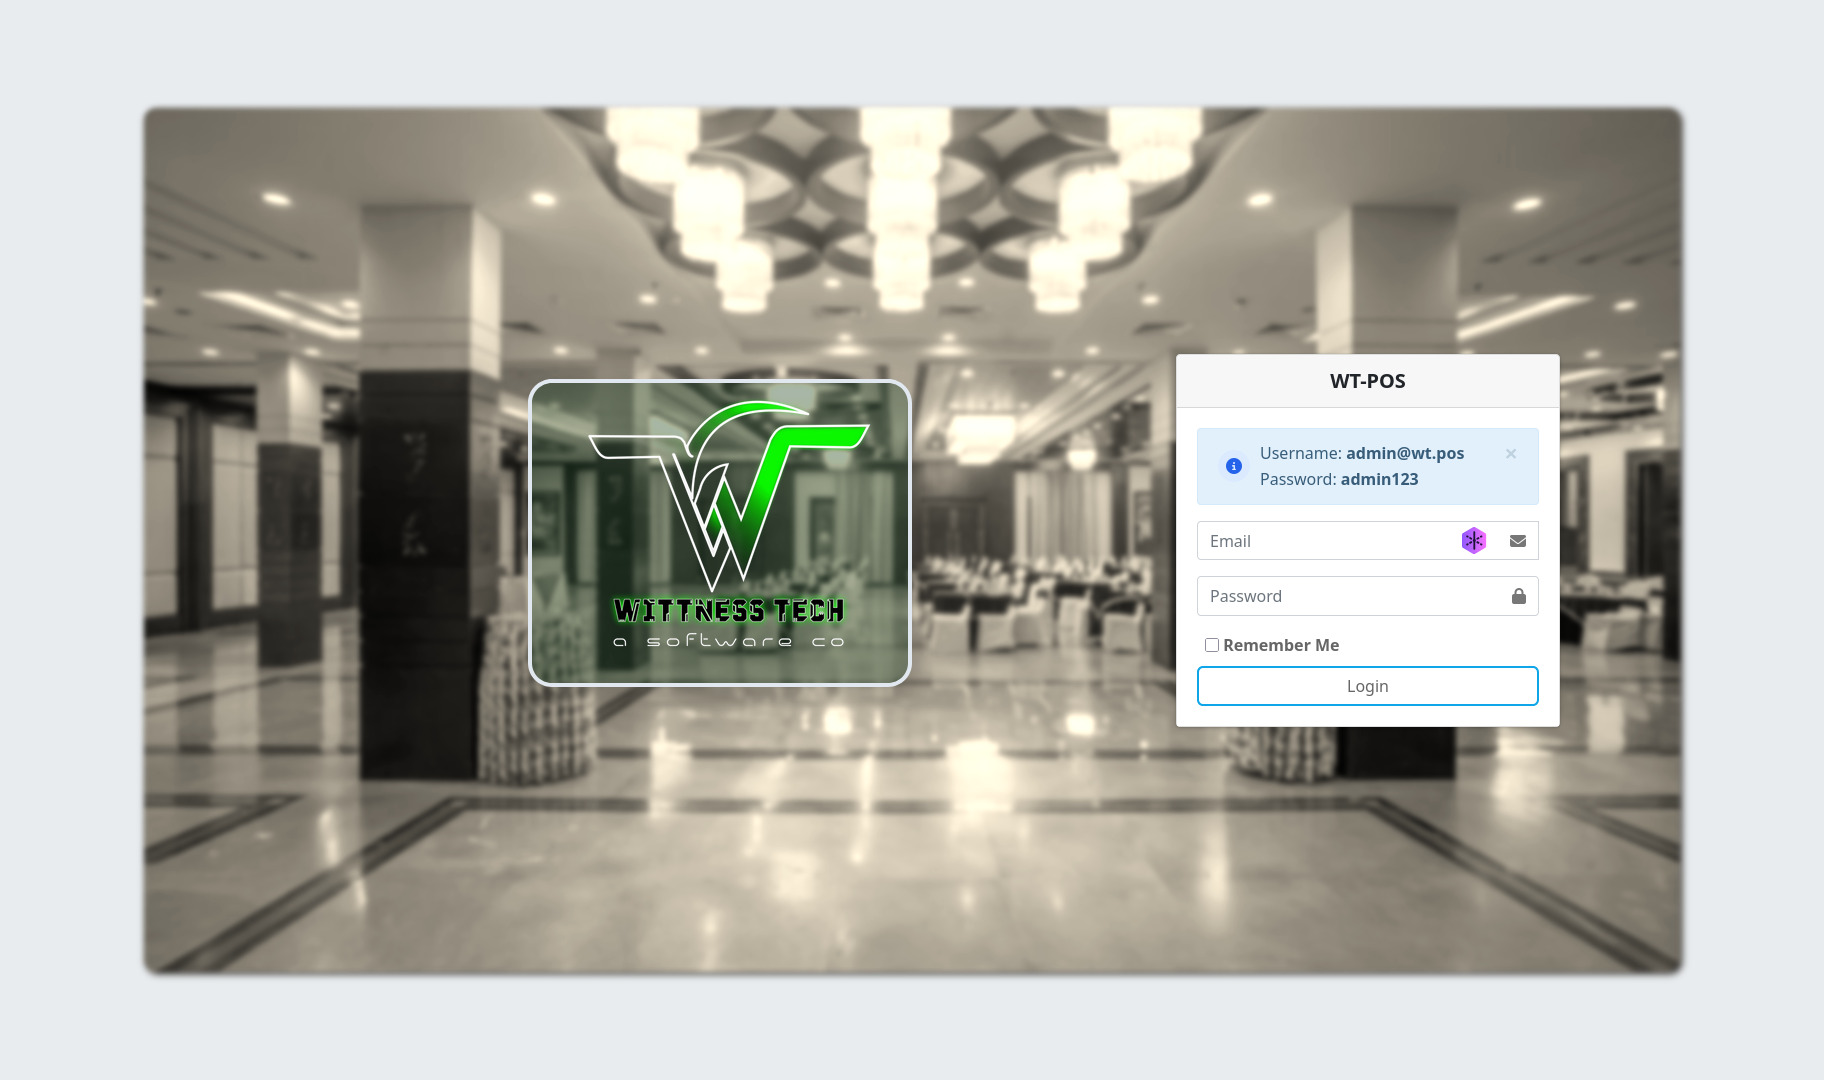 WITTNESS TECH
a software co
WT-POS
Username: admin@wt.pos
Password: admin123
×
Email
Password
Remember Me
Login